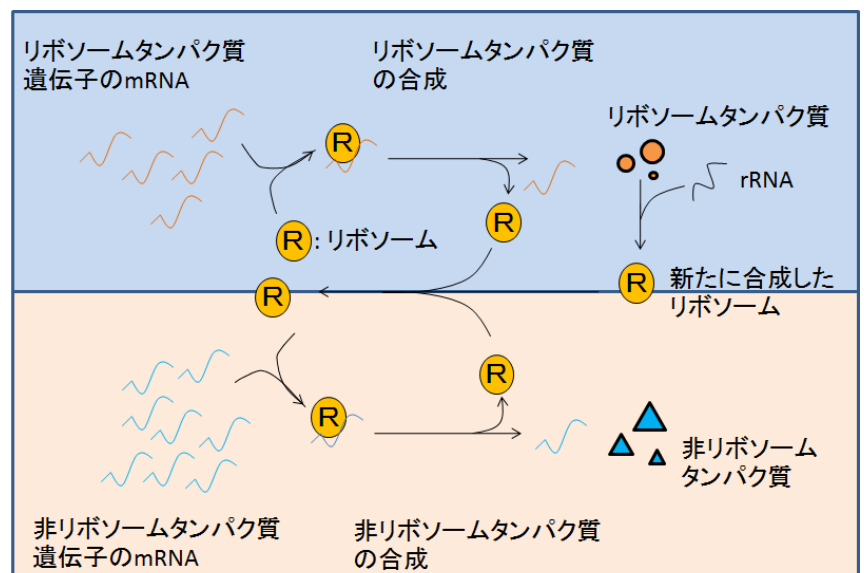 リボソームタンパク質
遺伝子のmRNA
リボソームタンパク質
の合成
リボソームタンパク質
R
rRNA
R
R
: リボソーム
R
R
新たに合成した
リボソーム
R
R
非リボソーム
タンパク質
非リボソームタンパク質
遺伝子のmRNA
非リボソームタンパク質
の合成